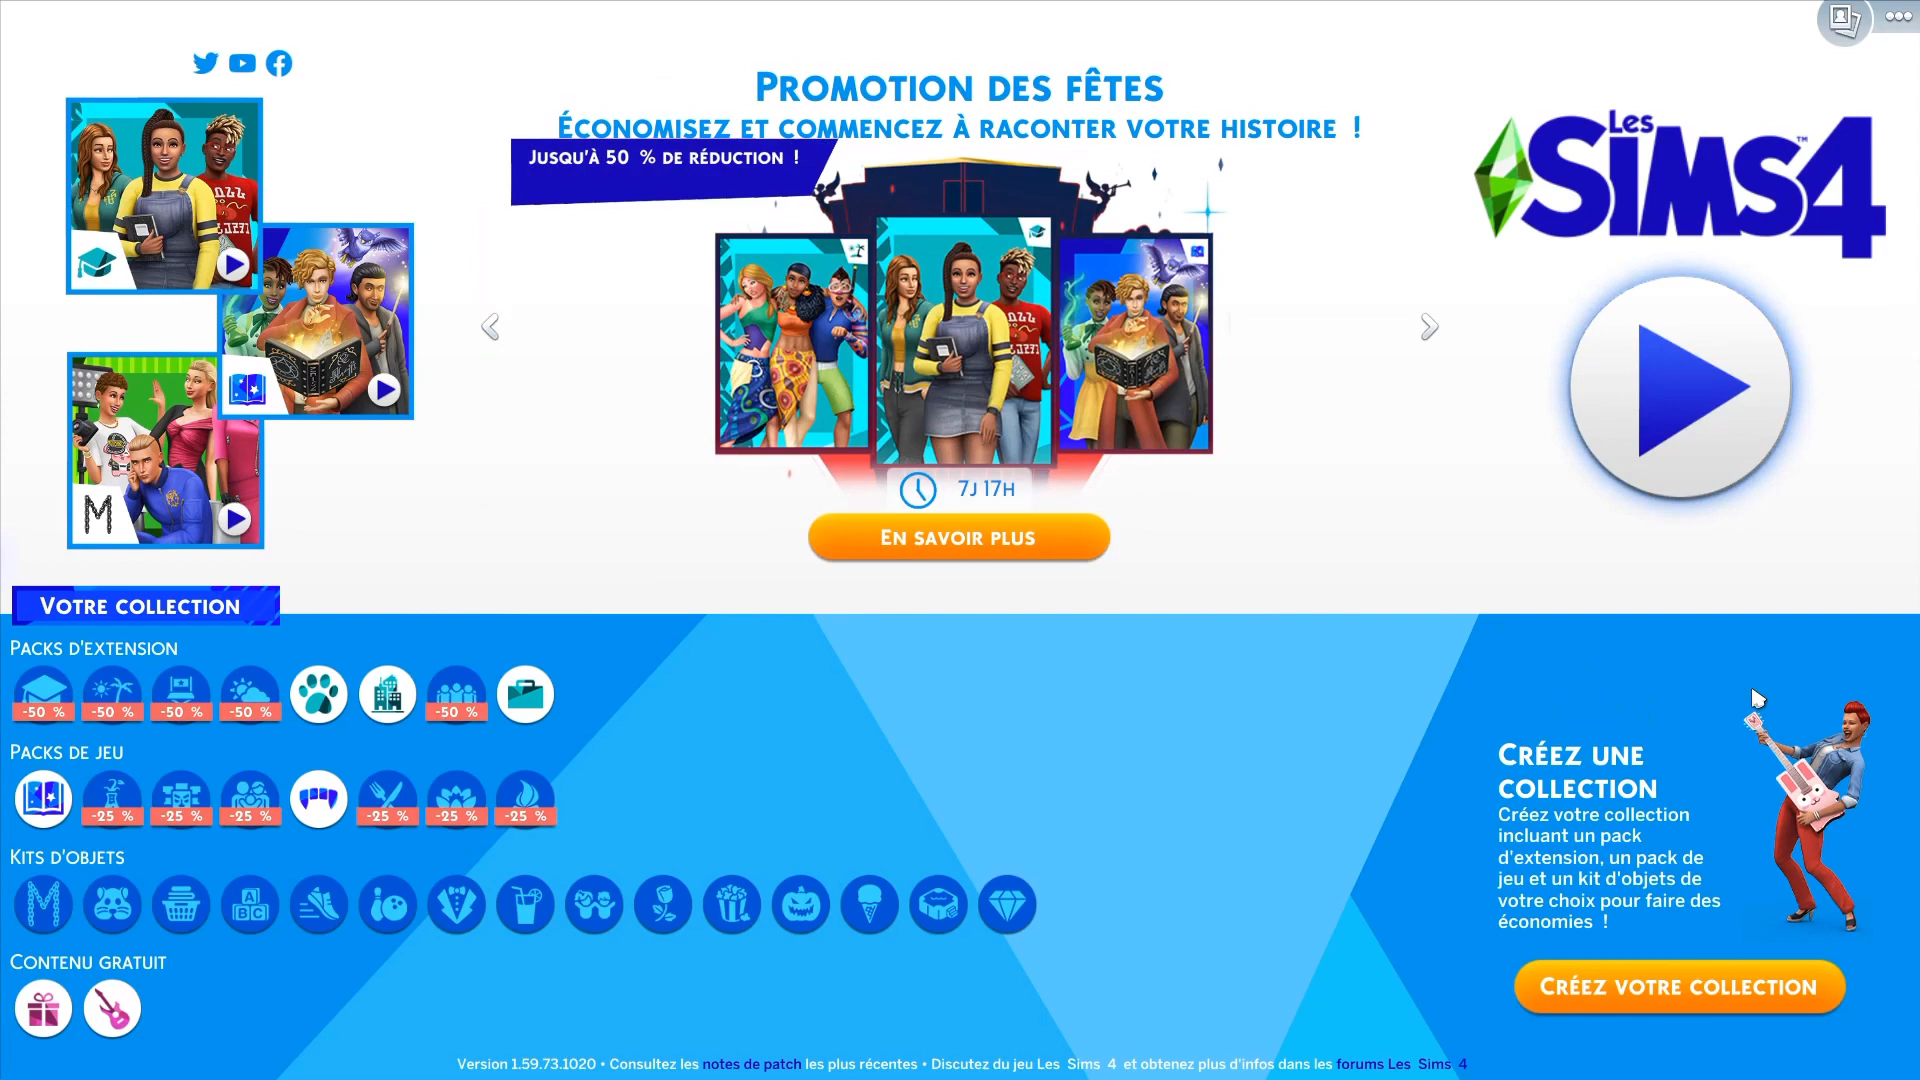 PROMOTION DES FÊTES
ÉCONOMISEZ ET COMMENCEZ À RACONTER VOTRE HISTOIRE !
JUSQU'À 50 % DE RÉDUCTION !
LES SIMS 4™
M
7J 17H
EN SAVOIR PLUS
VOTRE COLLECTION
PACKS D'EXTENSION
-50 % -50 % -50 % -50 % -50 %
PACKS DE JEU
-25 % -25 % -25 % -25 % -25 % -25 %
KITS D'OBJETS
M ABC
CONTENU GRATUIT
CRÉEZ UNE
COLLECTION
Créez votre collection
incluant un pack
d'extension, un pack de
jeu et un kit d'objets de
votre choix pour faire des
économies !
CRÉEZ VOTRE COLLECTION
Version 1.59.73.1020 • Consultez les notes de patch les plus récentes • Discutez du jeu Les Sims 4 et obtenez plus d'infos dans les forums Les Sims 4